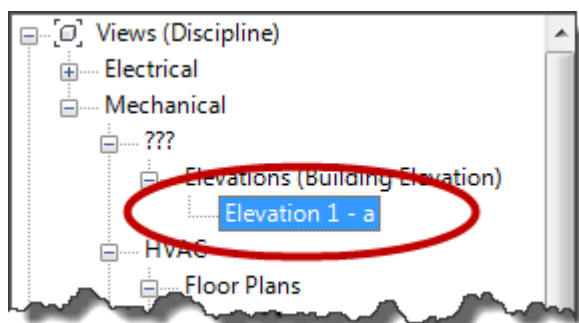 Views (Discipline)
Electrical
Mechanical
???
Elevations (Building Elevation)
Elevation 1 - a
HVAC
Floor Plans